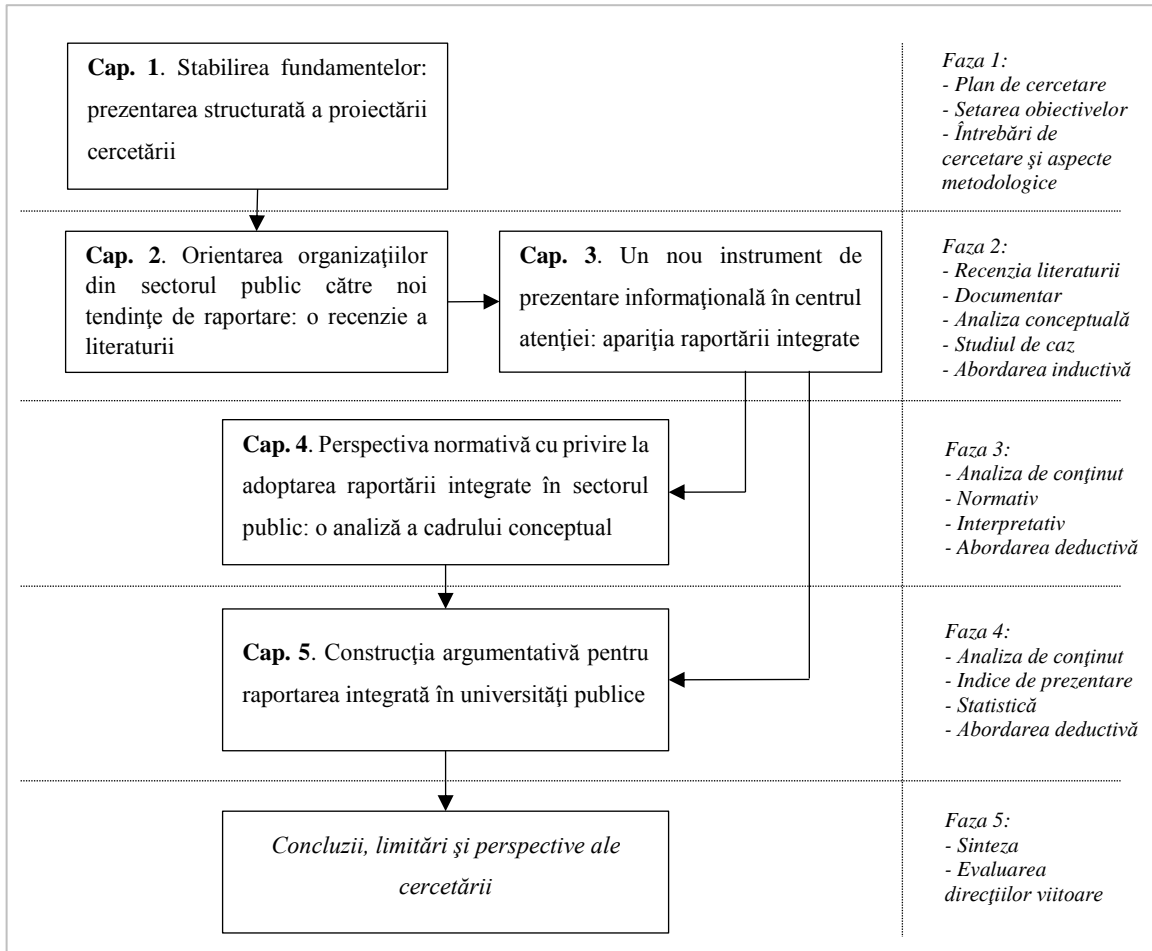 Cap. 1. Stabilirea fundamentelor:
prezentarea structurată a proiectării
cercetării
Faza 1:
- Plan de cercetare
- Setarea obiectivelor
- Întrebări de
cercetare şi aspecte
metodologice
Cap. 2. Orientarea organizaţiilor
din sectorul public către noi
tendinţe de raportare: o recenzie a
literaturii
Cap. 3. Un nou instrument de
prezentare informaţională în centrul
atenţiei: apariţia raportării integrate
Faza 2:
- Recenzia literaturii
- Documentar
- Analiza conceptuală
- Studiul de caz
- Abordarea inductivă
Cap. 4. Perspectiva normativă cu privire la
adoptarea raportării integrate în sectorul
public: o analiză a cadrului conceptual
Faza 3:
- Analiza de conţinut
- Normativ
- Interpretativ
- Abordarea deductivă
Cap. 5. Construcţia argumentativă pentru
raportarea integrată în universităţi publice
Faza 4:
- Analiza de conţinut
- Indice de prezentare
- Statistică
- Abordarea deductivă
Concluzii, limitări şi perspective ale
cercetării
Faza 5:
- Sinteza
- Evaluarea
direcţiilor viitoare